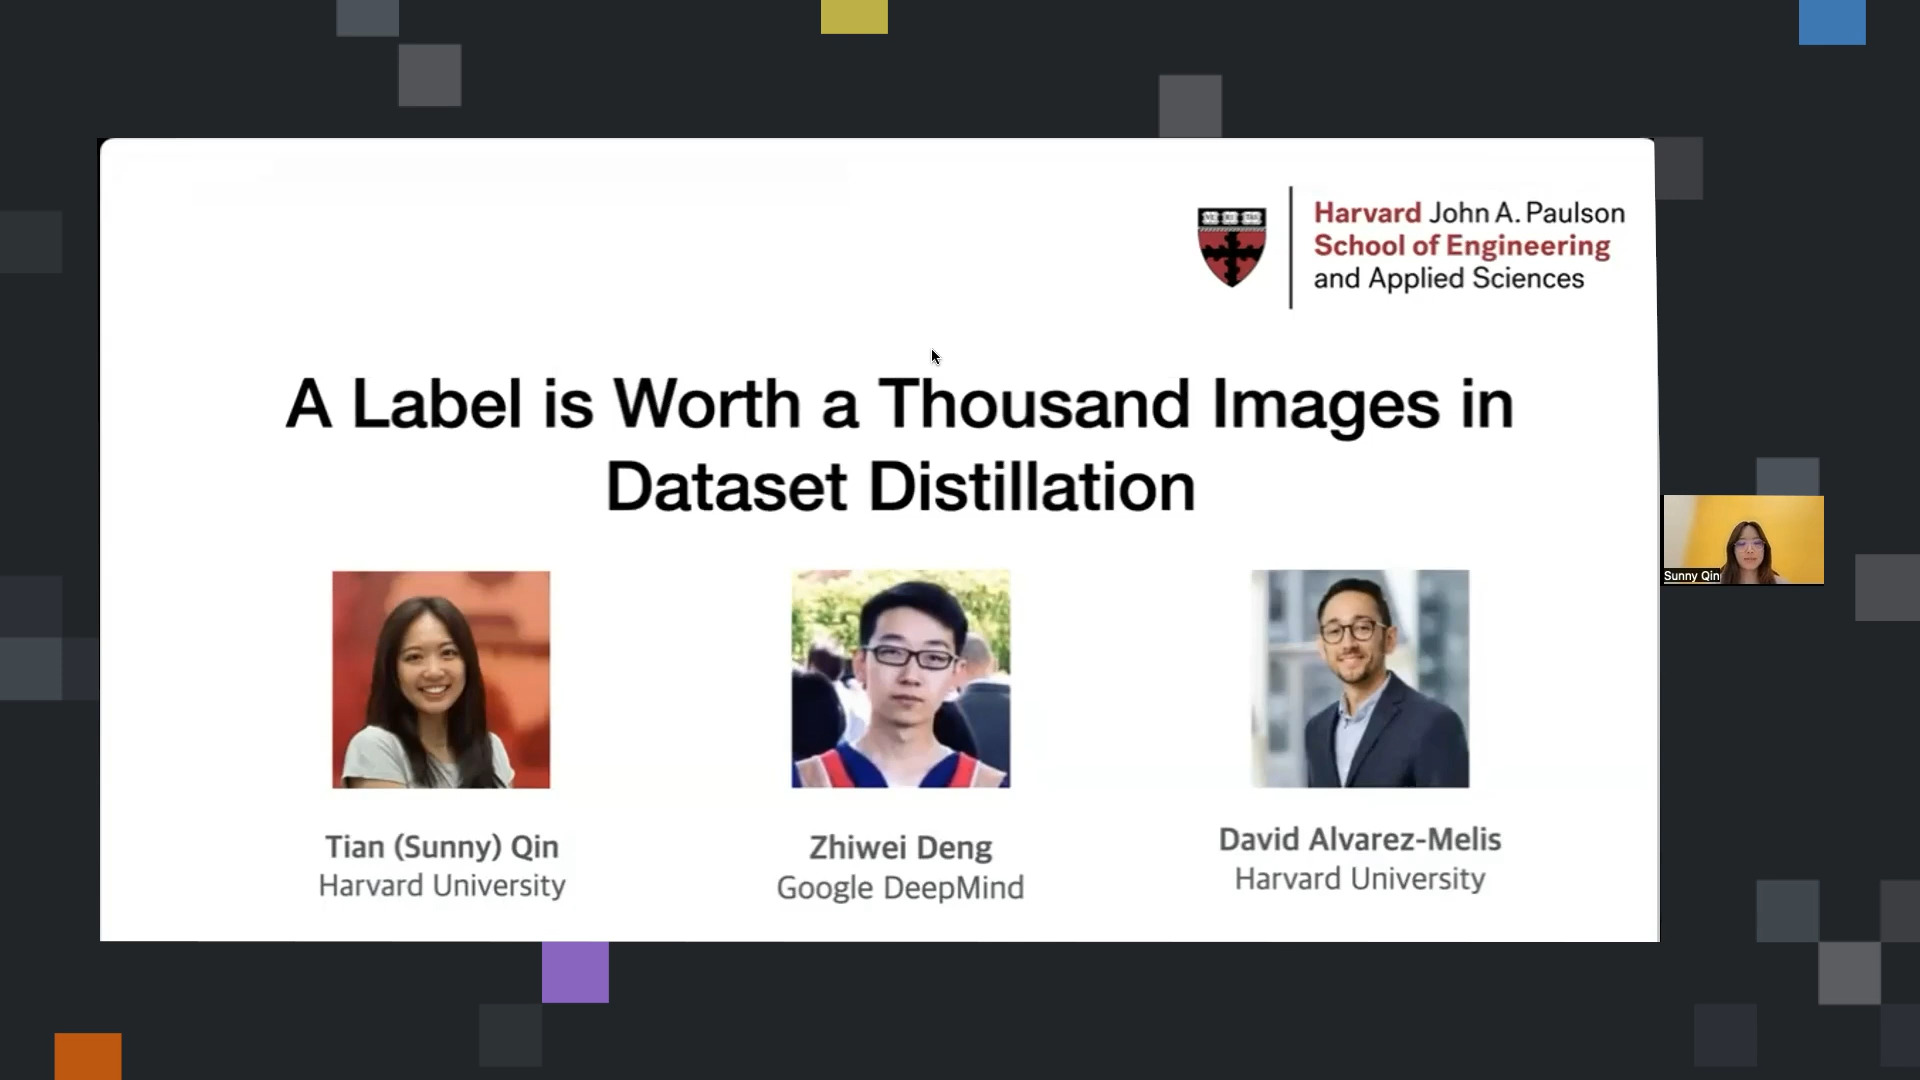 Harvard John A. Paulson
School of Engineering
and Applied Sciences
A Label is Worth a Thousand Images in
Dataset Distillation
Sunny Qin
Tian (Sunny) Qin
Harvard University
Zhiwei Deng
Google DeepMind
David Alvarez-Melis
Harvard University